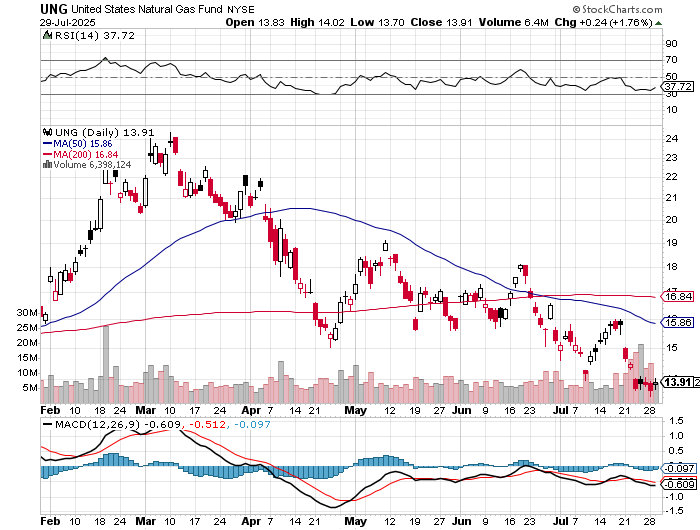 UNG United States Natural Gas Fund NYSE © StockCharts.com
29-Jul-2025 Open 13.83 High 14.02 Low 13.70 Close 13.91 Volume 6.4M Chg +0.24 (+1.76%)
RSI(14) 37.72
90
70
50
37.72
30
10
UNG (Daily) 13.91
MA(50) 15.86
MA(200) 16.84
Volume 6,398,124
24
23
22
21
20
19
18
17
16.84
16
15.86
15
13.91
30M
25M
20M
15M
10M
5M
Feb 10 18 24 Mar 10 17 24 Apr 7 14 21 May 12 19 27 Jun 9 16 23 Jul 7 14 21 28
MACD(12,26,9) -0.609, -0.512, -0.097
1.0
0.5
-0.097
-0.609
-1.0
-1.5
Feb 10 18 24 Mar 10 17 24 Apr 7 14 21 May 12 19 27 Jun 9 16 23 Jul 7 14 21 28